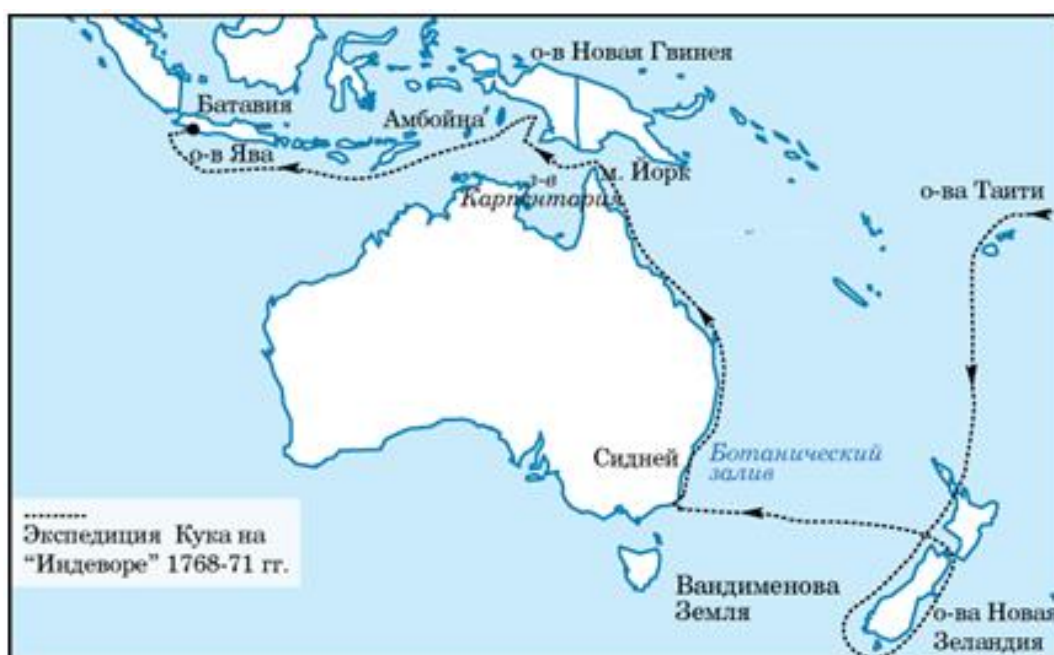 о-в Новая Гвинея
Батавия
Амбойна
о-в Ява
м. Йорк
з-в
Карпентария
о-ва Таити
Сидней
Ботанический
залив
Экспедиция Кука на
“Индеворе” 1768-71 гг.
Вандименова
Земля
о-ва Новая
Зеландия